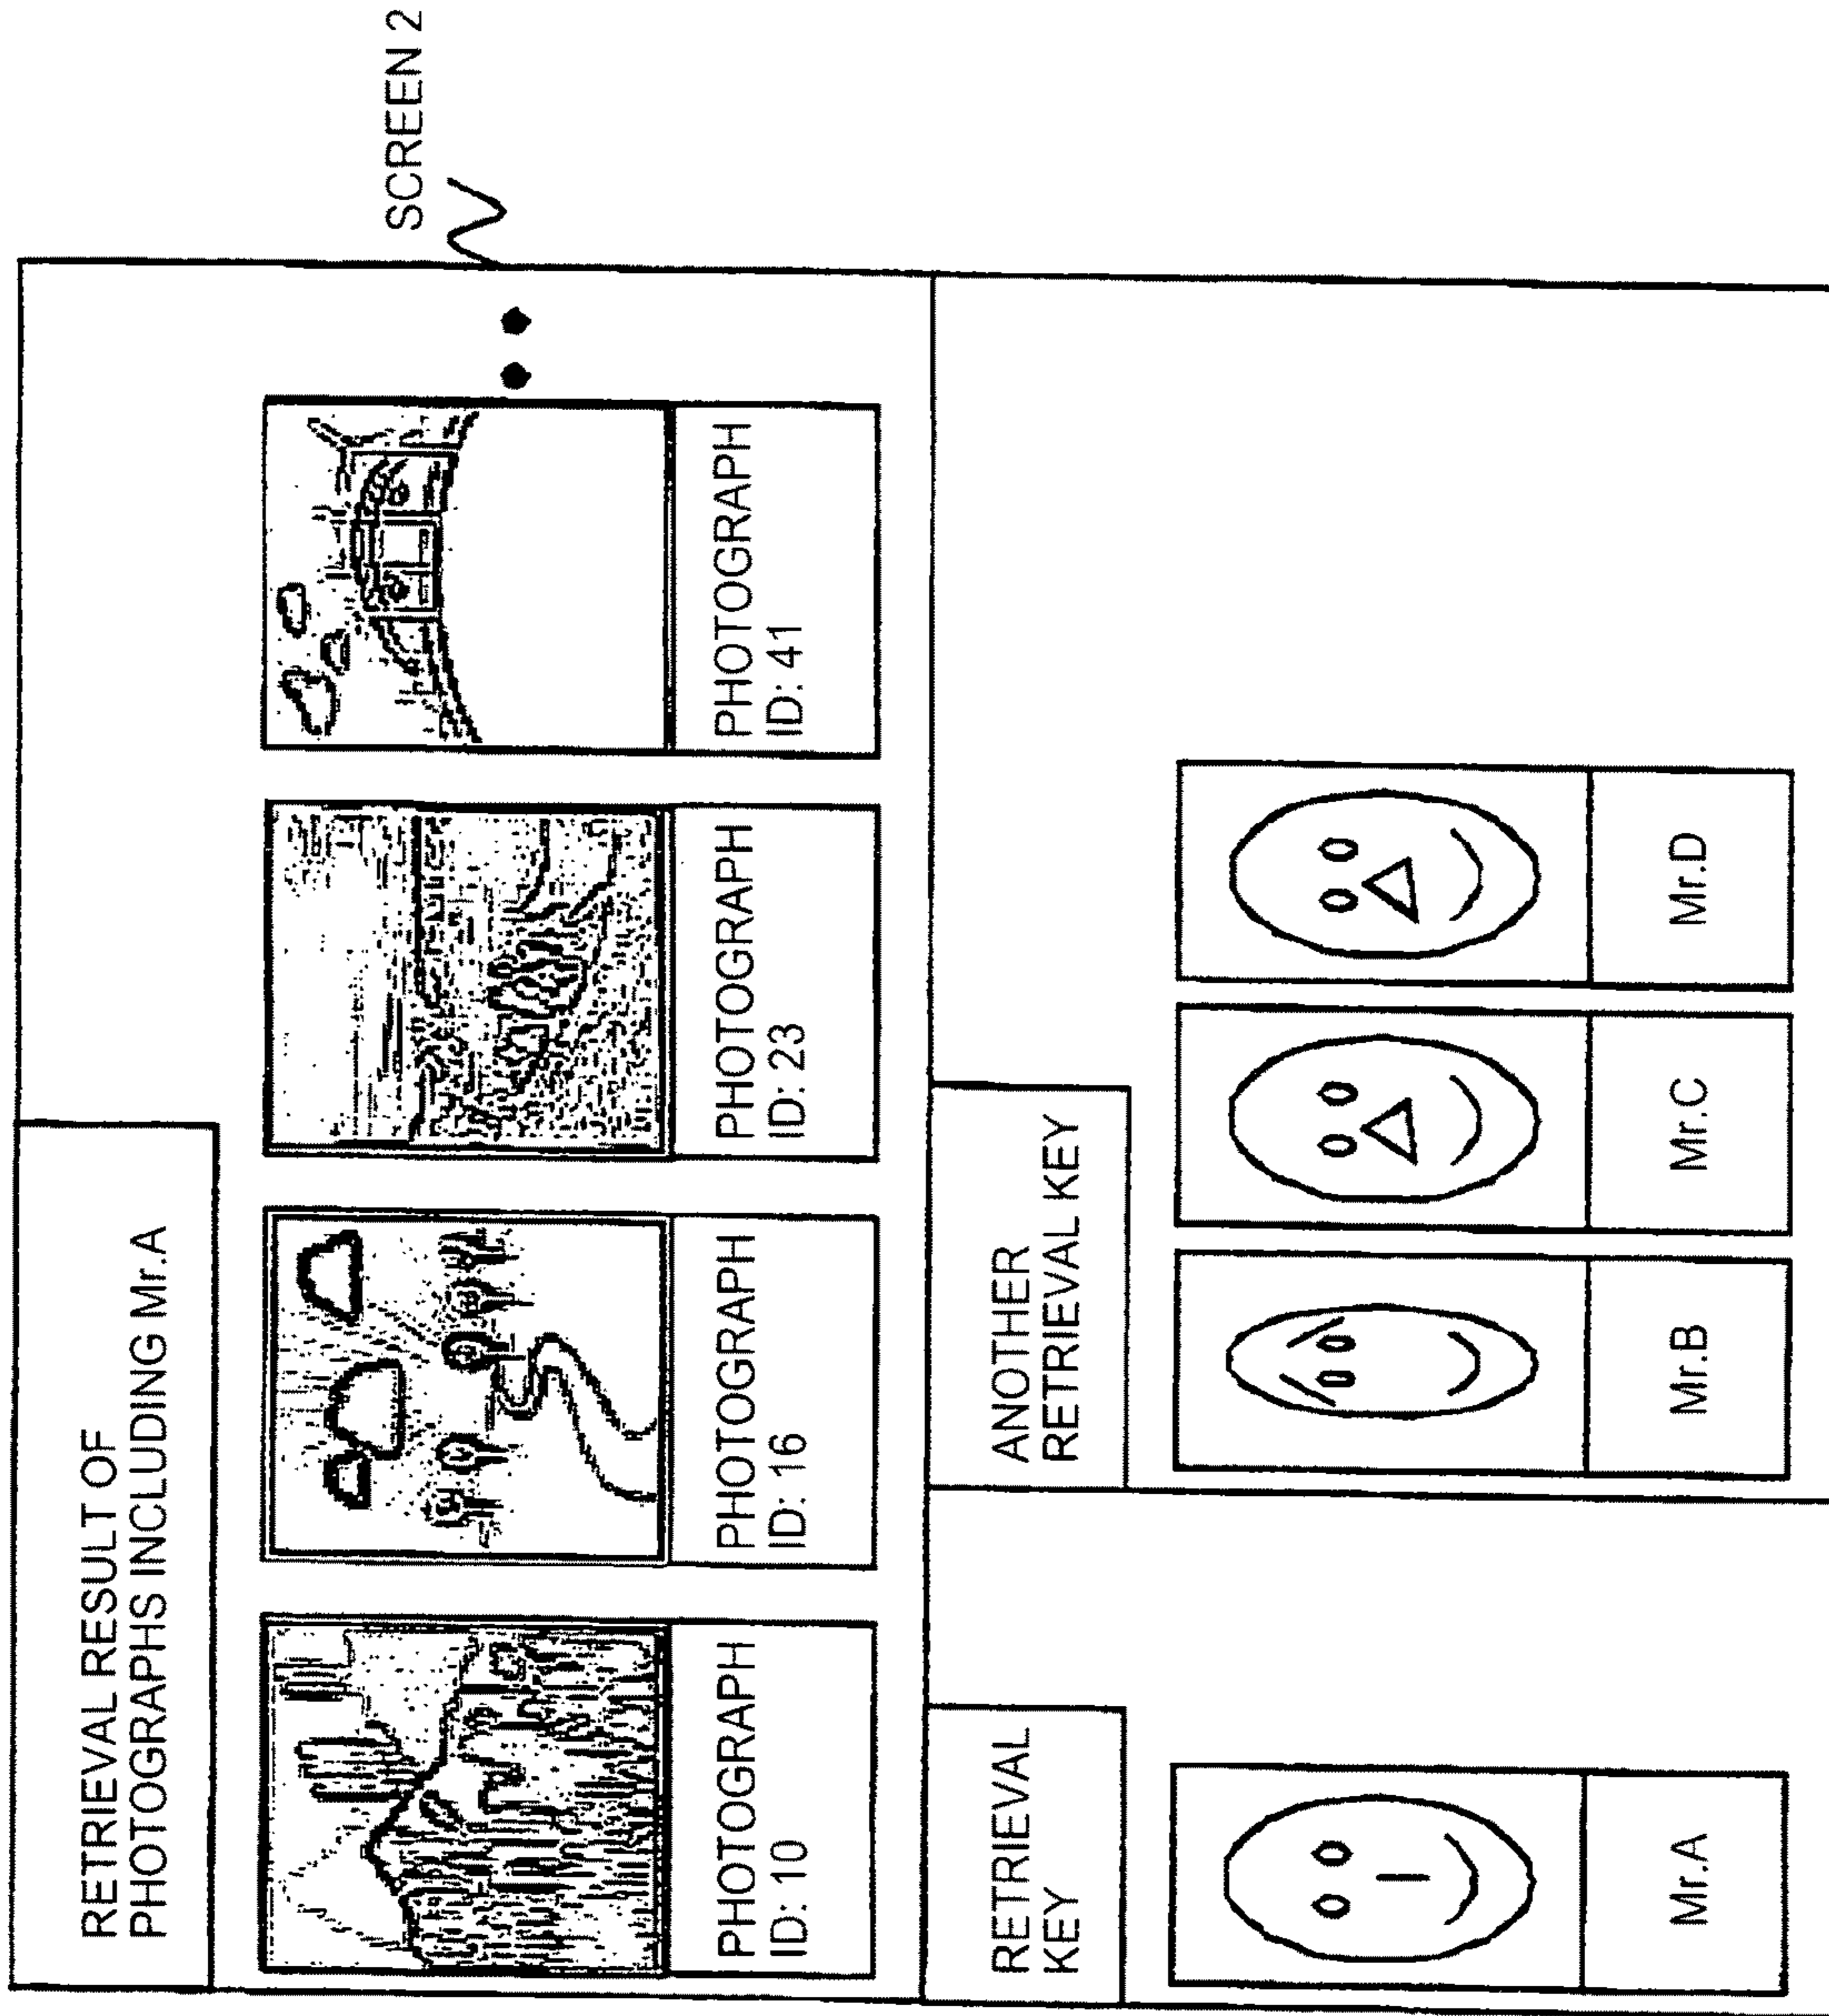 SCREEN 2
RETRIEVAL RESULT OF
PHOTOGRAPHS INCLUDING Mr.A
PHOTOGRAPH
ID: 10
PHOTOGRAPH
ID: 16
PHOTOGRAPH
ID: 23
PHOTOGRAPH
ID: 41
RETRIEVAL
KEY
Mr.A
ANOTHER
RETRIEVAL KEY
Mr.B
Mr.C
Mr.D